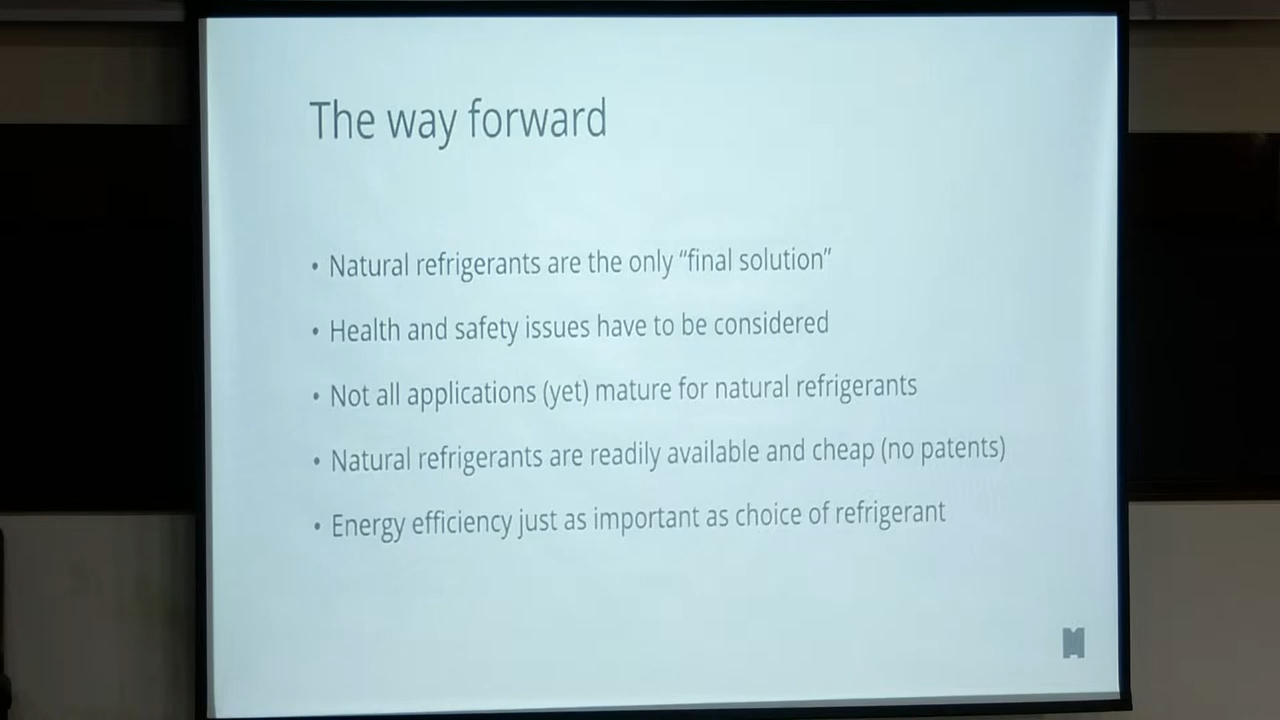 The way forward
• Natural refrigerants are the only “final solution”
• Health and safety issues have to be considered
• Not all applications (yet) mature for natural refrigerants
• Natural refrigerants are readily available and cheap (no patents)
• Energy efficiency just as important as choice of refrigerant